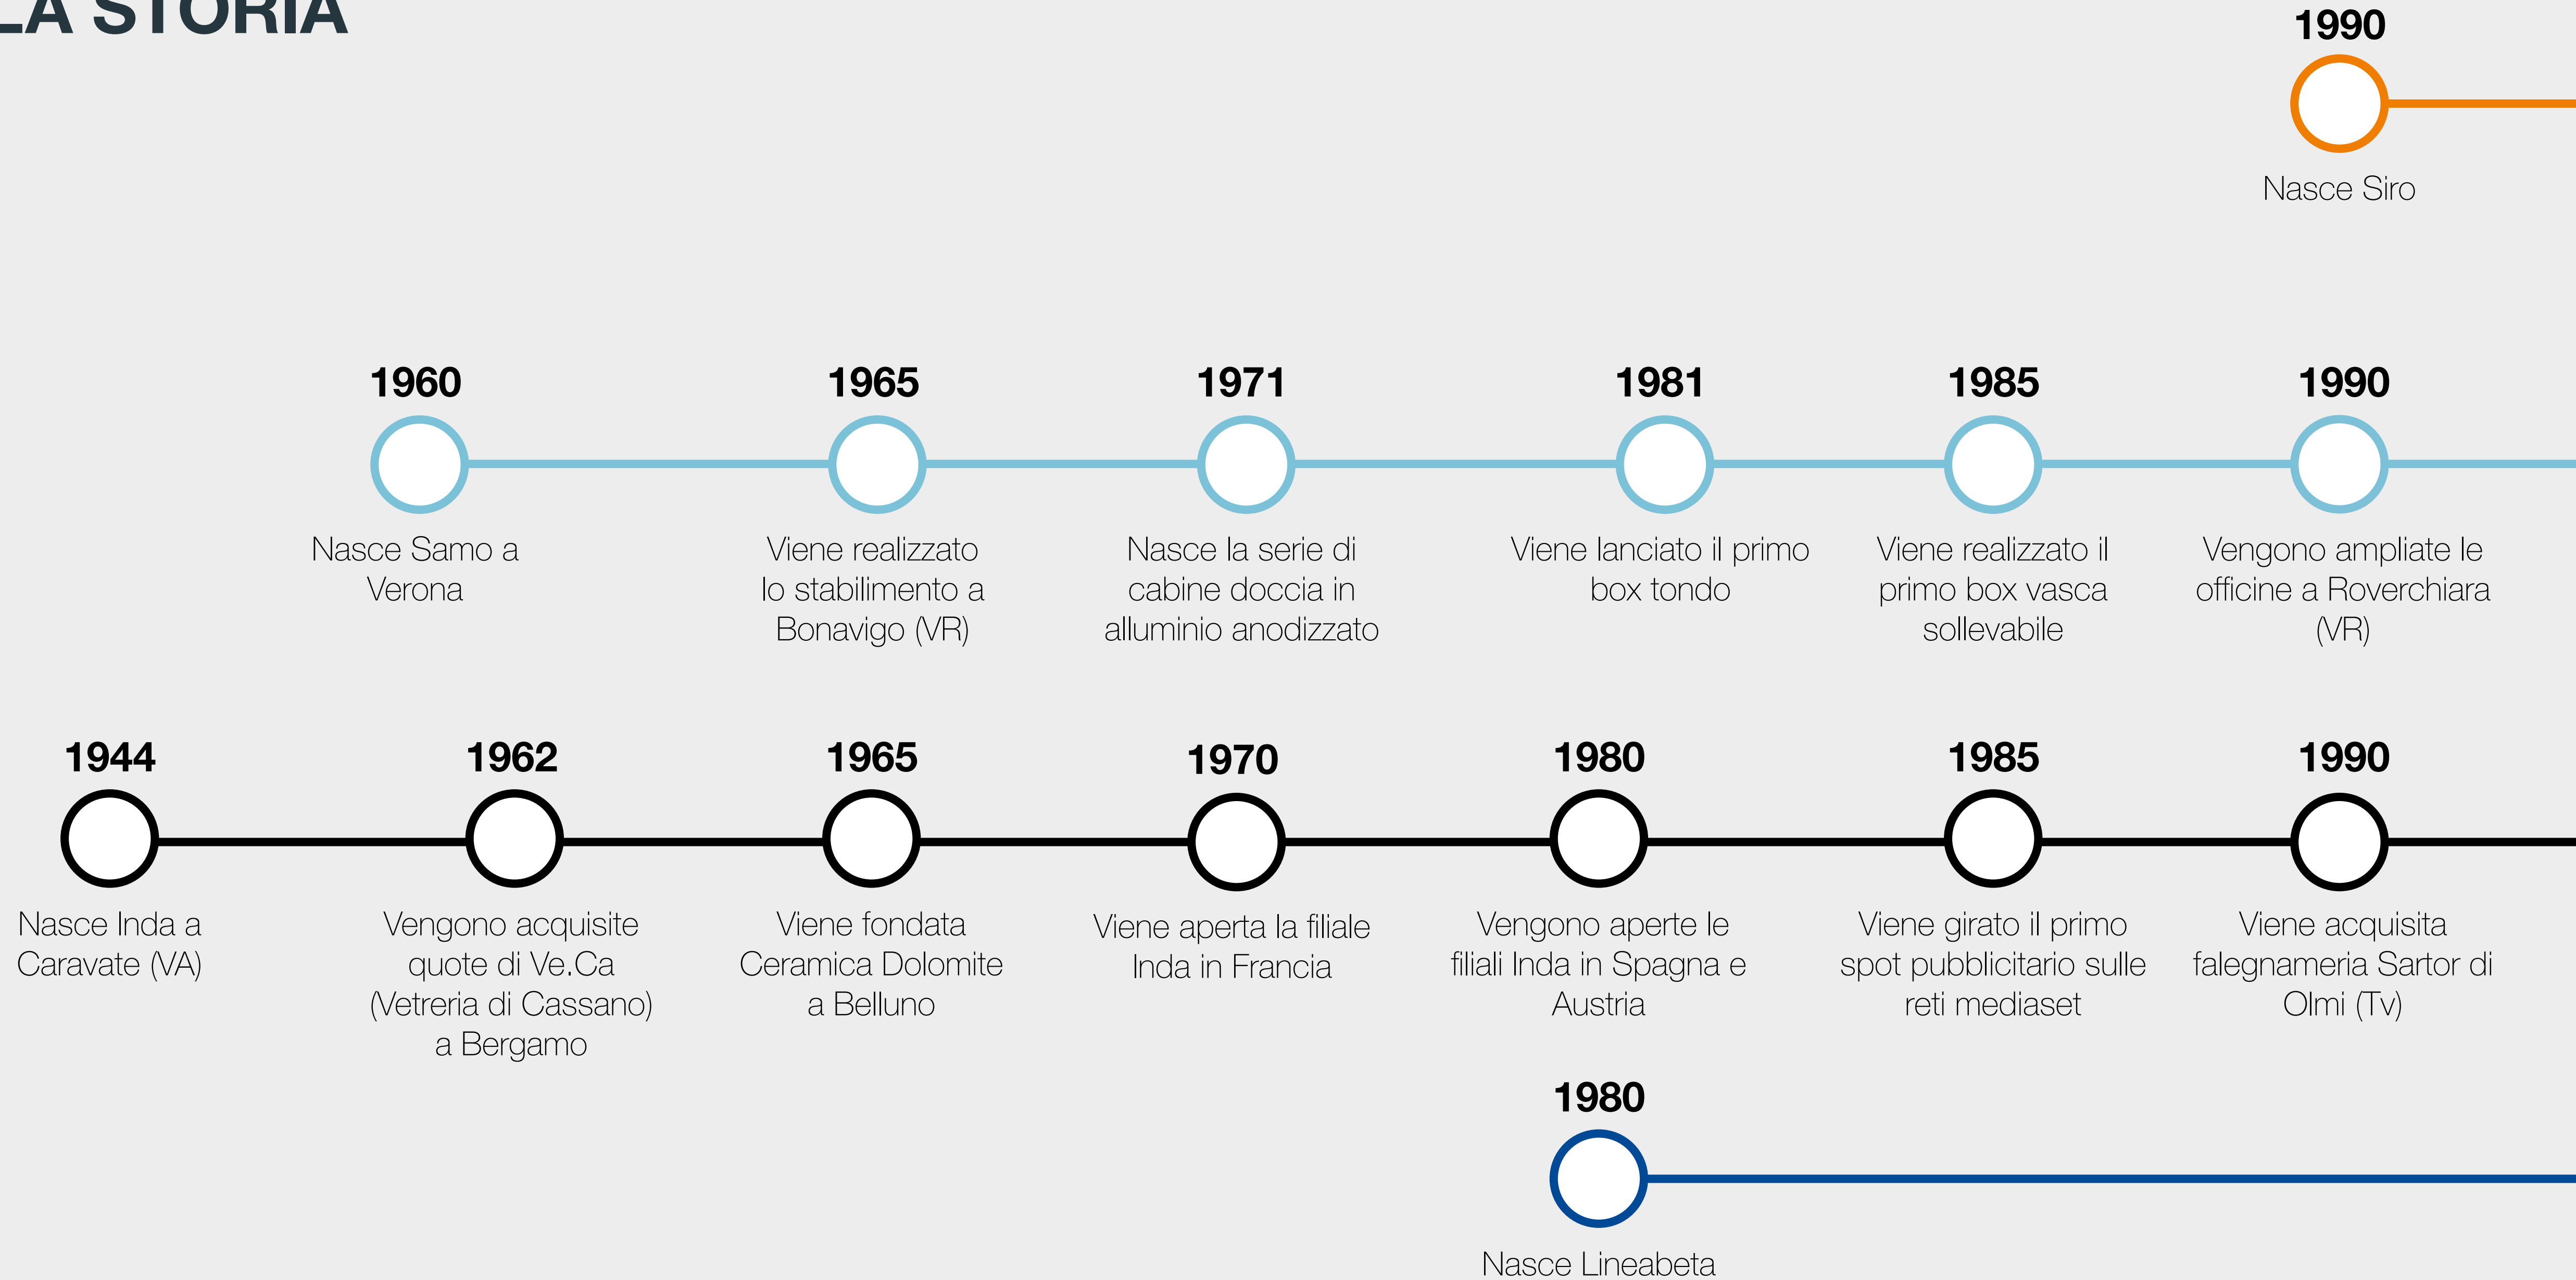 LA STORIA
1990
Nasce Siro
1960
Nasce Samo a
Verona
1965
Viene realizzato
lo stabilimento a
Bonavigo (VR)
1971
Nasce la serie di
cabine doccia in
alluminio anodizzato
1981
Viene lanciato il primo
box tondo
1985
Viene realizzato il
primo box vasca
sollevabile
1990
Vengono ampliate le
officine a Roverchiara
(VR)
1944
Nasce Inda a
Caravate (VA)
1962
Vengono acquisite
quote di Ve.Ca
(Vetreria di Cassano)
a Bergamo
1965
Viene fondata
Ceramica Dolomite
a Belluno
1970
Viene aperta la filiale
Inda in Francia
1980
Vengono aperte le
filiali Inda in Spagna e
Austria
1985
Viene girato il primo
spot pubblicitario sulle
reti mediaset
1990
Viene acquisita
falegnameria Sartor di
Olmi (Tv)
1980
Nasce Lineabeta